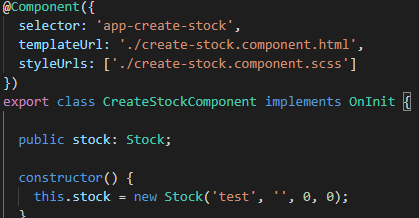 @Component({
  selector: 'app-create-stock',
  templateUrl: './create-stock.component.html',
  styleUrls: ['./create-stock.component.scss']
})
export class CreateStockComponent implements OnInit {
  public stock: Stock;
  constructor() {
    this.stock = new Stock('test', '', 0, 0);
  }